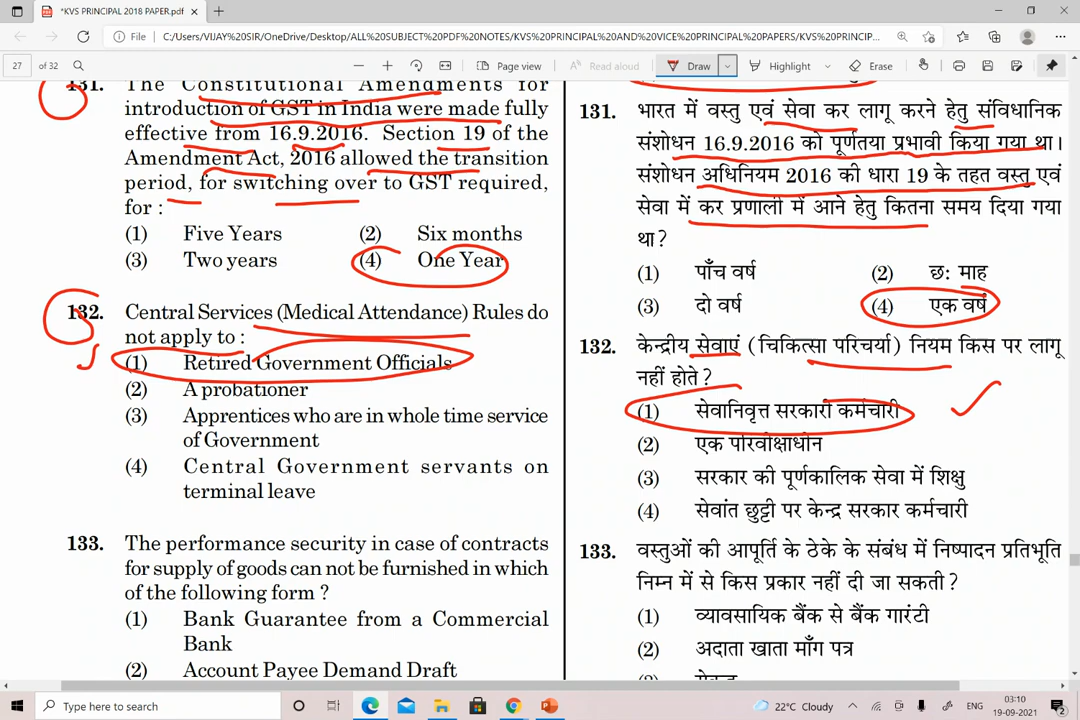 *KVS PRINCIPAL 2018 PAPER.pdf
File
C:/Users/VIJAY%20SIR/OneDrive/Desktop/ALL%20SUBJECT%20PDF%20NOTES/KVS%20PRINCIPAL%20AND%20VICE%20PRINCIPAL%20PAPERS/KVS%20PRINCIP...
27 of 32
Page view
Read aloud
Draw
Highlight
Erase
131. The Constitutional Amendments for
introduction of GST in India were made fully
effective from 16.9.2016. Section 19 of the
Amendment Act, 2016 allowed the transition
period, for switching over to GST required,
for :
(1) Five Years (2) Six months
(3) Two years (4) One Year
132. Central Services (Medical Attendance) Rules do
not apply to :
(1) Retired Government Officials
(2) A probationer
(3) Apprentices who are in whole time service
of Government
(4) Central Government servants on
terminal leave
133. The performance security in case of contracts
for supply of goods can not be furnished in which
of the following form ?
(1) Bank Guarantee from a Commercial
Bank
(2) Account Payee Demand Draft
131. भारत में वस्तु एवं सेवा कर लागू करने हेतु संविधानिक
संशोधन 16.9.2016 को पूर्णतया प्रभावी किया गया था।
संशोधन अधिनियम 2016 की धारा 19 के तहत वस्तु एवं
सेवा में कर प्रणाली में आने हेतु कितना समय दिया गया
था?
(1) पाँच वर्ष (2) छः माह
(3) दो वर्ष (4) एक वर्ष
132. केन्द्रीय सेवाएं (चिकित्सा परिचर्या) नियम किस पर लागू
नहीं होते ?
(1) सेवानिवृत्त सरकारी कर्मचारी
(2) एक परिवीक्षाधीन
(3) सरकार की पूर्णकालिक सेवा में शिक्षु
(4) सेवांत छुट्टी पर केन्द्र सरकार कर्मचारी
133. वस्तुओं की आपूर्ति के ठेके के संबंध में निष्पादन प्रतिभूति
निम्न में से किस प्रकार नहीं दी जा सकती ?
(1) व्यावसायिक बैंक से बैंक गारंटी
(2) अदाता खाता माँग पत्र
Type here to search
22°C Cloudy
ENG
03:10
19-09-2021
2